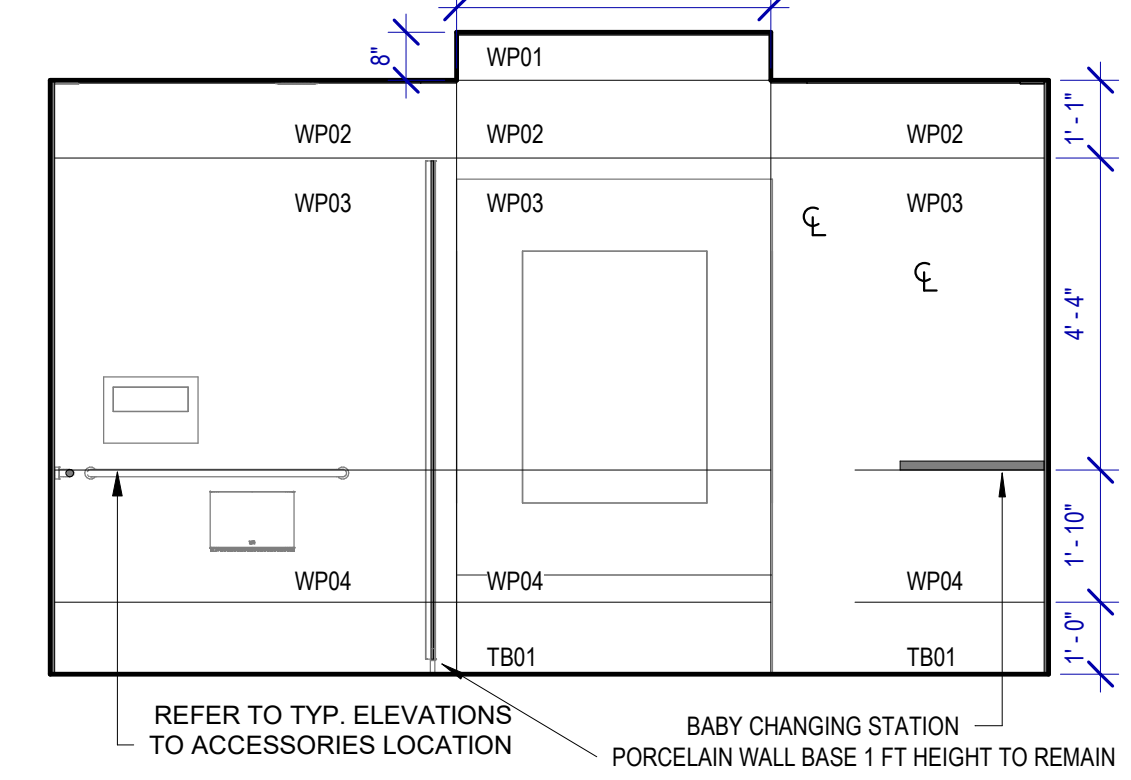 8"
WP01
WP02 WP02 WP02
1' - 1"
WP03 WP03 WP03
℄
℄
4' - 4"
1' - 10"
WP04 WP04 WP04
1' - 0"
TB01 TB01
REFER TO TYP. ELEVATIONS
TO ACCESSORIES LOCATION
BABY CHANGING STATION
PORCELAIN WALL BASE 1 FT HEIGHT TO REMAIN